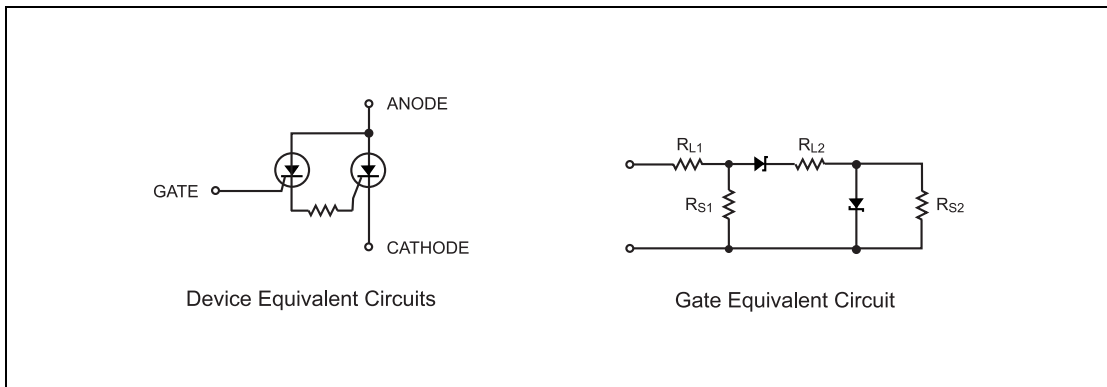 ANODE
GATE
CATHODE
Device Equivalent Circuits
RL1
RL2
RS1
RS2
Gate Equivalent Circuit